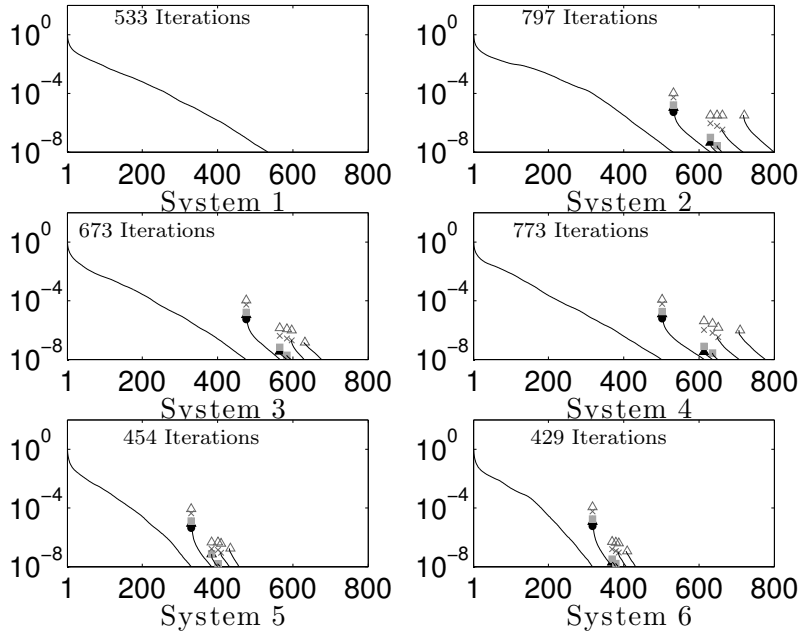 533 Iterations
10^0
10^-4
10^-8
1 200 400 600 800
System 1
797 Iterations
10^0
10^-4
10^-8
1 200 400 600 800
System 2
673 Iterations
10^0
10^-4
10^-8
1 200 400 600 800
System 3
773 Iterations
10^0
10^-4
10^-8
1 200 400 600 800
System 4
454 Iterations
10^0
10^-4
10^-8
1 200 400 600 800
System 5
429 Iterations
10^0
10^-4
10^-8
1 200 400 600 800
System 6